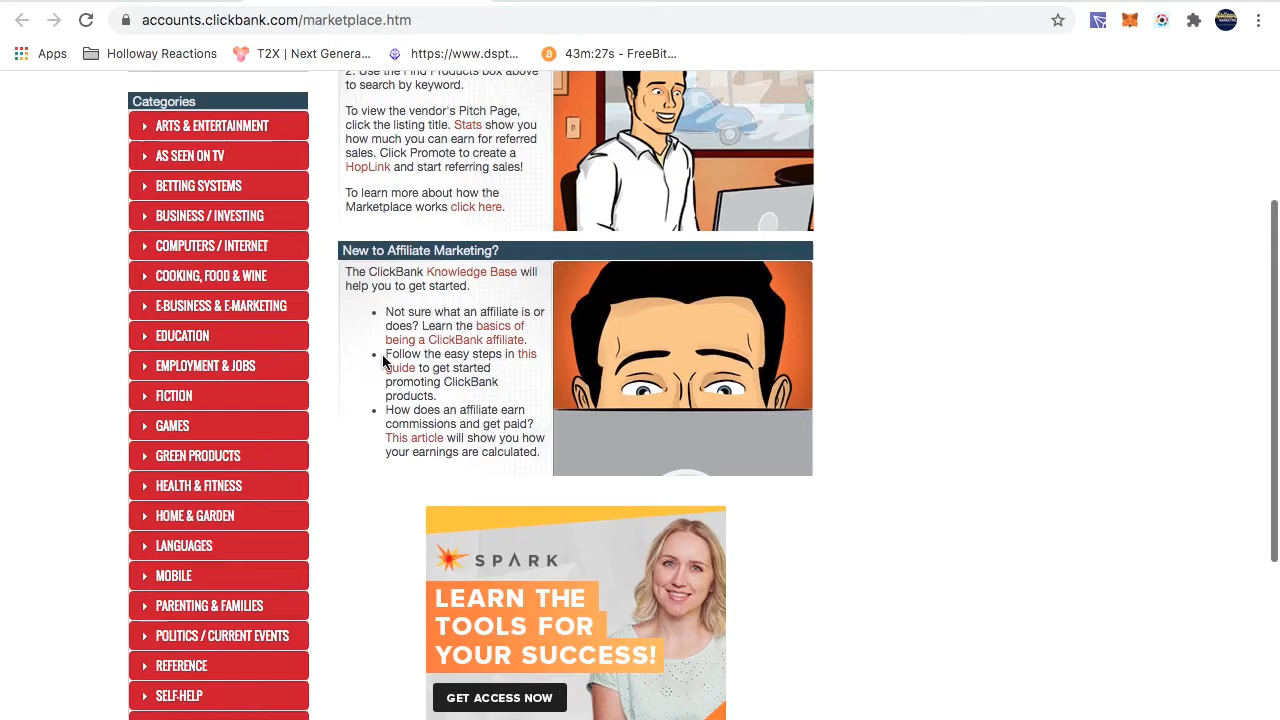 accounts.clickbank.com/marketplace.htm
Apps
Holloway Reactions
T2X | Next Genera...
https://www.dspt...
43m:27s - FreeBit...
Categories
ARTS & ENTERTAINMENT
AS SEEN ON TV
BETTING SYSTEMS
BUSINESS / INVESTING
COMPUTERS / INTERNET
COOKING, FOOD & WINE
E-BUSINESS & E-MARKETING
EDUCATION
EMPLOYMENT & JOBS
FICTION
GAMES
GREEN PRODUCTS
HEALTH & FITNESS
HOME & GARDEN
LANGUAGES
MOBILE
PARENTING & FAMILIES
POLITICS / CURRENT EVENTS
REFERENCE
SELF-HELP
2. Use the Find Products box above
to search by keyword.
To view the vendor's Pitch Page,
click the listing title. Stats show you
how much you can earn for referred
sales. Click Promote to create a
HopLink and start referring sales!
To learn more about how the
Marketplace works click here.
New to Affiliate Marketing?
The ClickBank Knowledge Base will
help you to get started.
Not sure what an affiliate is or
does? Learn the basics of
being a ClickBank affiliate.
Follow the easy steps in this
guide to get started
promoting ClickBank
products.
How does an affiliate earn
commissions and get paid?
This article will show you how
your earnings are calculated.
SPARK
LEARN THE
TOOLS FOR
YOUR SUCCESS!
GET ACCESS NOW